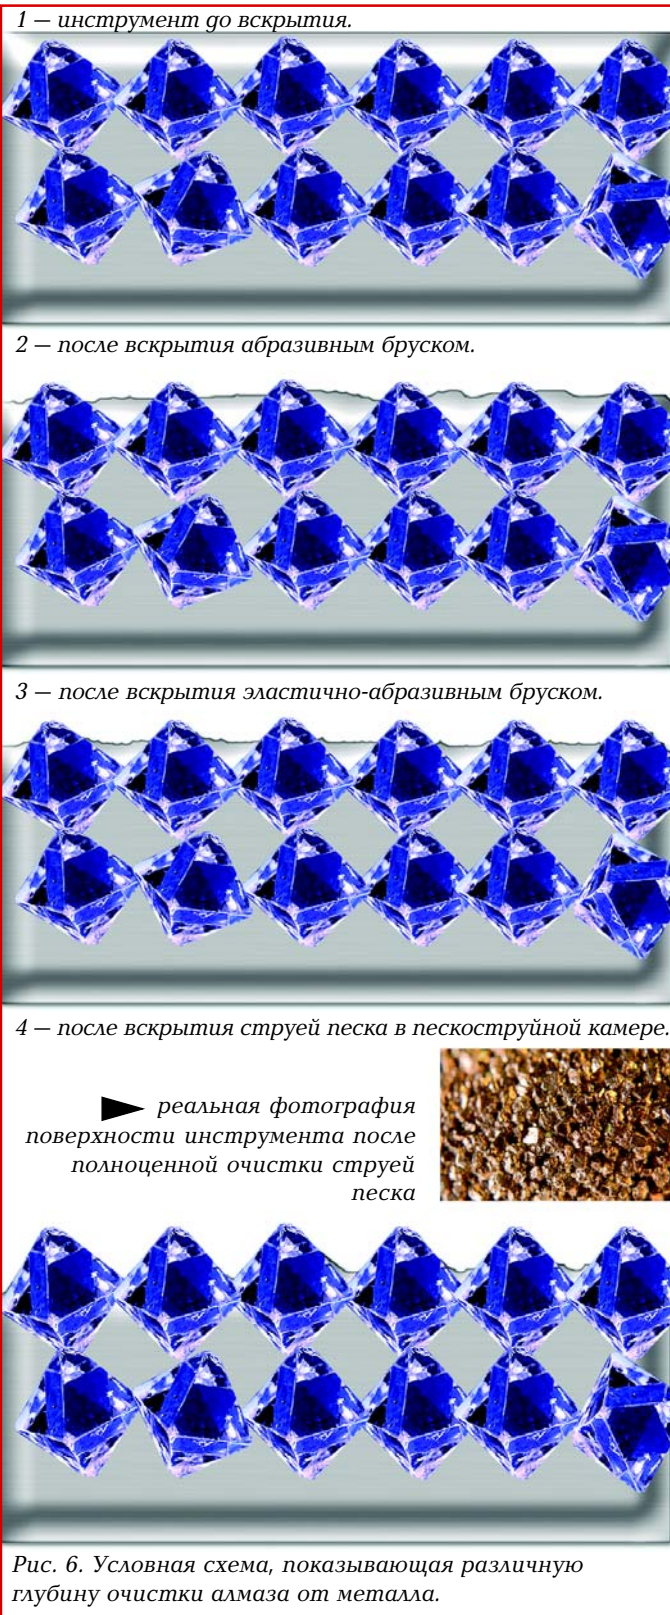 1 — инструмент до вскрытия.
2 — после вскрытия абразивным бруском.
3 — после вскрытия эластично-абразивным бруском.
4 — после вскрытия струей песка в пескоструйной камере.
реальная фотография
поверхности инструмента после
полноценной очистки струей
песка
Рис. 6. Условная схема, показывающая различную
глубину очистки алмаза от металла.